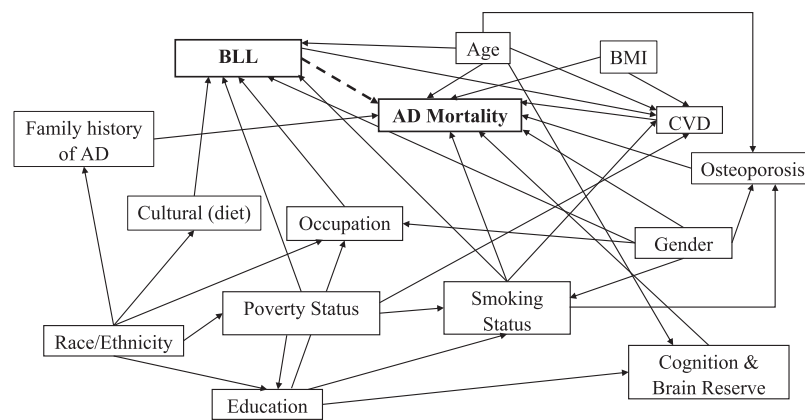 BLL
Age
BMI
Family history
of AD
AD Mortality
CVD
Osteoporosis
Cultural (diet)
Occupation
Gender
Race/Ethnicity
Poverty Status
Smoking
Status
Cognition &
Brain Reserve
Education